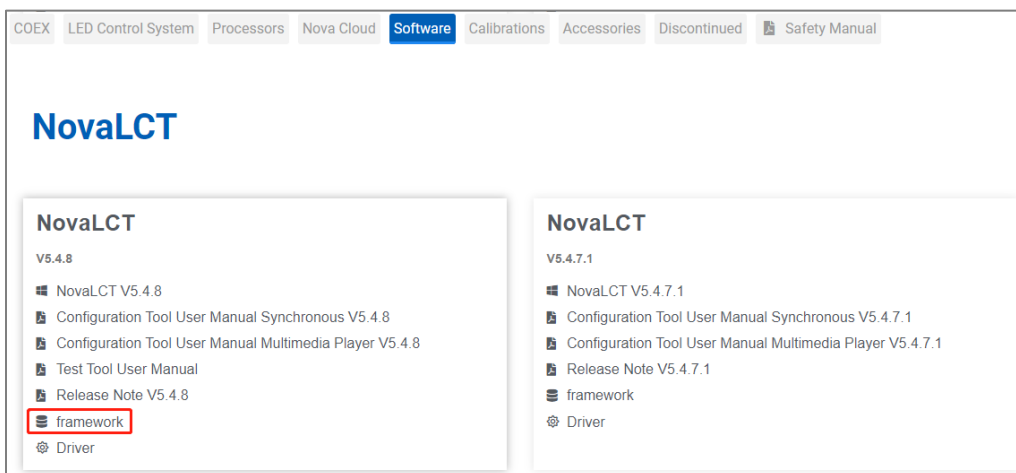 COEX LED Control System Processors Nova Cloud Software Calibrations Accessories Discontinued Safety Manual
NovaLCT
NovaLCT
V5.4.8
NovaLCT V5.4.8
Configuration Tool User Manual Synchronous V5.4.8
Configuration Tool User Manual Multimedia Player V5.4.8
Test Tool User Manual
Release Note V5.4.8
framework
Driver
NovaLCT
V5.4.7.1
NovaLCT V5.4.7.1
Configuration Tool User Manual Synchronous V5.4.7.1
Configuration Tool User Manual Multimedia Player V5.4.7.1
Release Note V5.4.7.1
framework
Driver